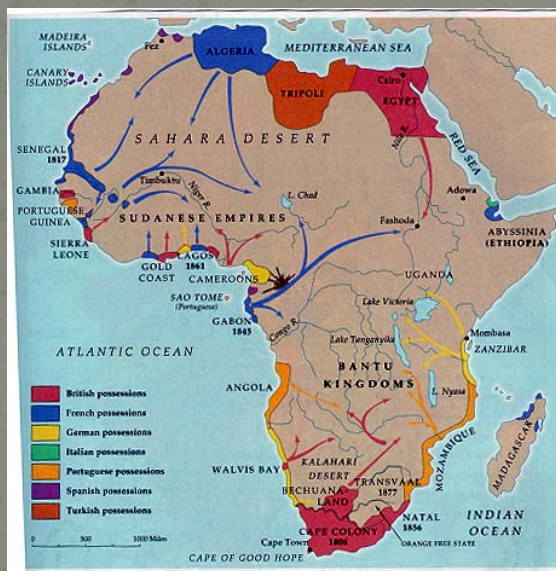 MADEIRA
ISLANDS
Fez
ALGERIA
MEDITERRANEAN SEA
CANARY
ISLANDS
TRIPOLI
Cairo
EGYPT
Nile R.
RED SEA
SAHARA DESERT
SENEGAL
1817
GAMBIA
PORTUGUESE
GUINEA
Timbuktu
Niger R.
L. Chad
Adowa
SUDANESE EMPIRES
Fashoda
ABYSSINIA
(ETHIOPIA)
SIERRA
LEONE
GOLD
COAST
LAGOS
1861
CAMEROONS
SAO TOME
(Portuguese)
GABON
1845
Congo R.
UGANDA
Lake Victoria
Lake Tanganyika
Mombasa
ZANZIBAR
ATLANTIC OCEAN
BANTU
KINGDOMS
L. Nyasa
ANGOLA
British possessions
French possessions
German possessions
Italian possessions
Portuguese possessions
Spanish possessions
Turkish possessions
WALVIS BAY
KALAHARI
DESERT
BECHUANA-
LAND
TRANSVAAL
1877
MOZAMBIQUE
MADAGASCAR
INDIAN
OCEAN
NATAL
1856
ORANGE FREE STATE
CAPE COLONY
1806
Cape Town
CAPE OF GOOD HOPE
0 500 1000 Miles